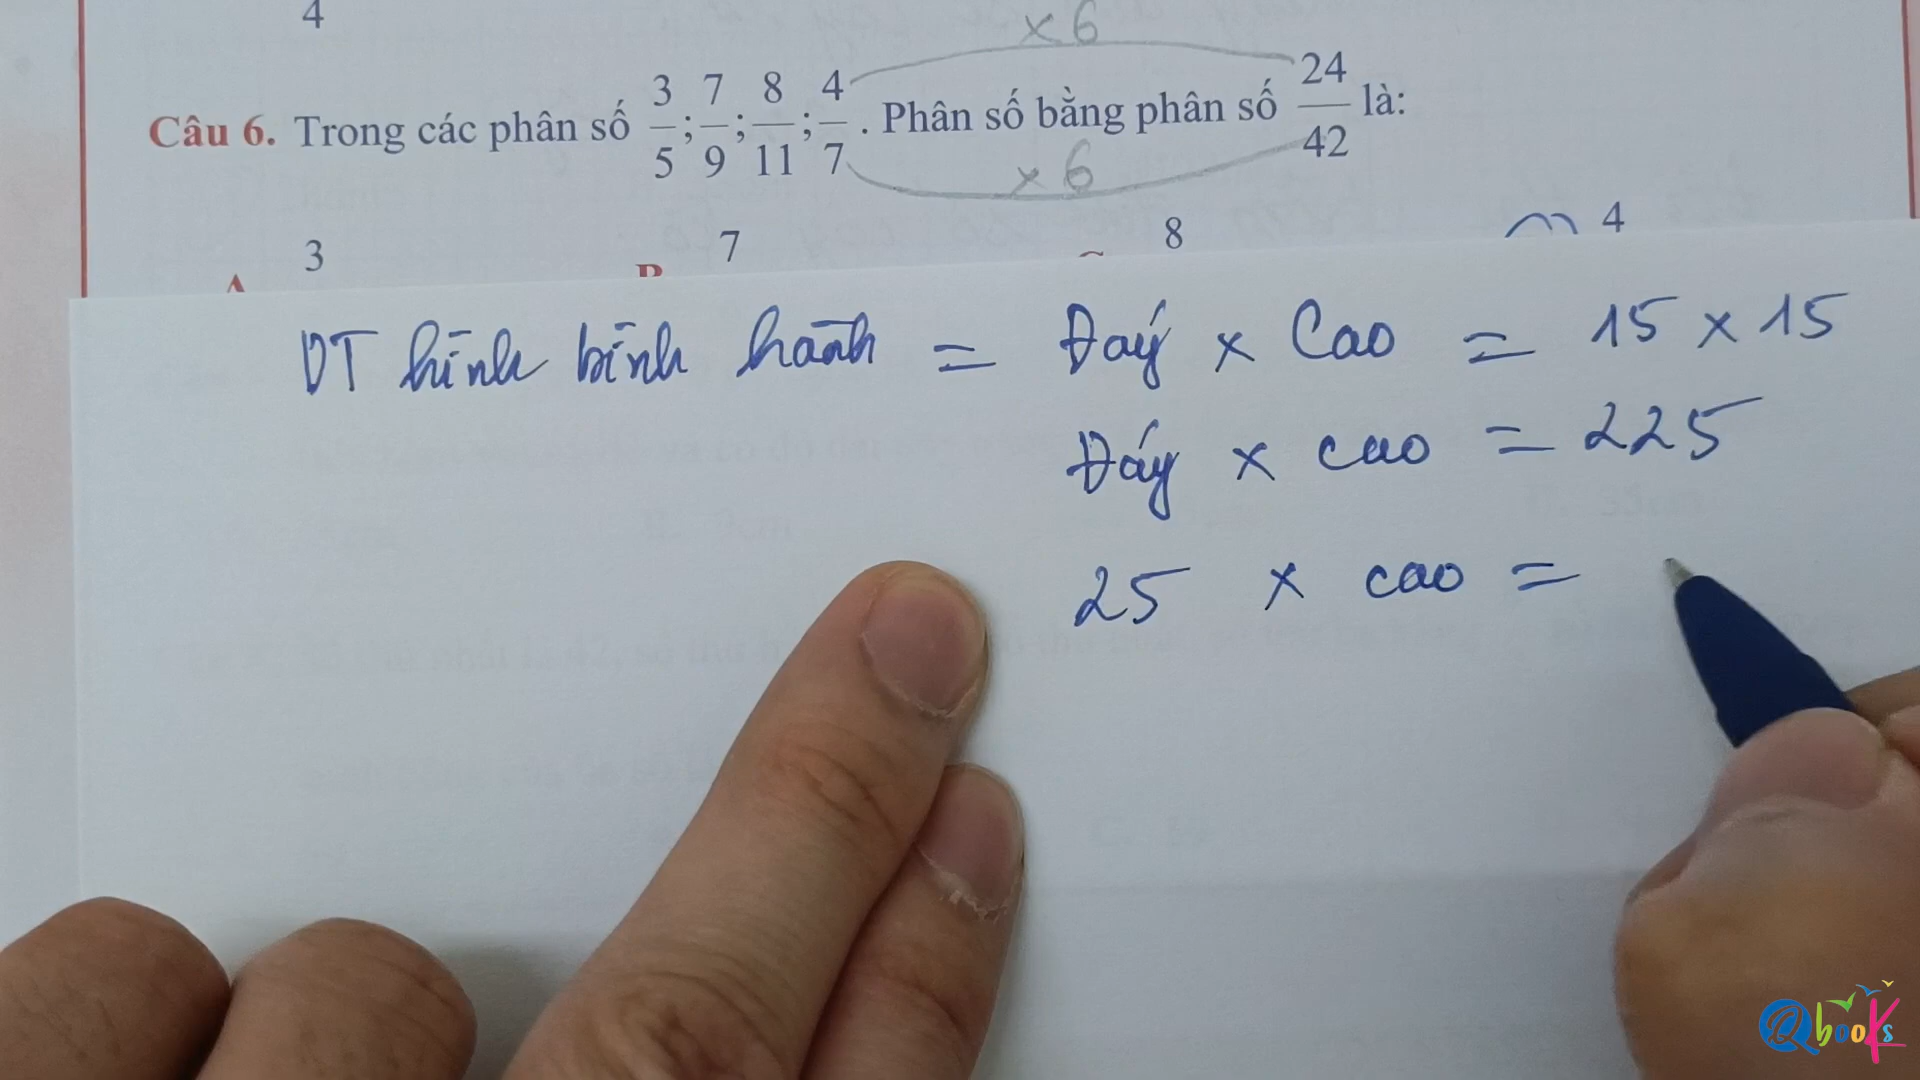 4
× 6
Câu 6. Trong các phân số 3/5; 7/9; 8/11; 4/7. Phân số bằng phân số 24/42 là:
× 6
3 7 8 4
DT hình bình hành = Đáy × Cao = 15 × 15
Đáy × cao = 225
25 × cao =
Qbooks